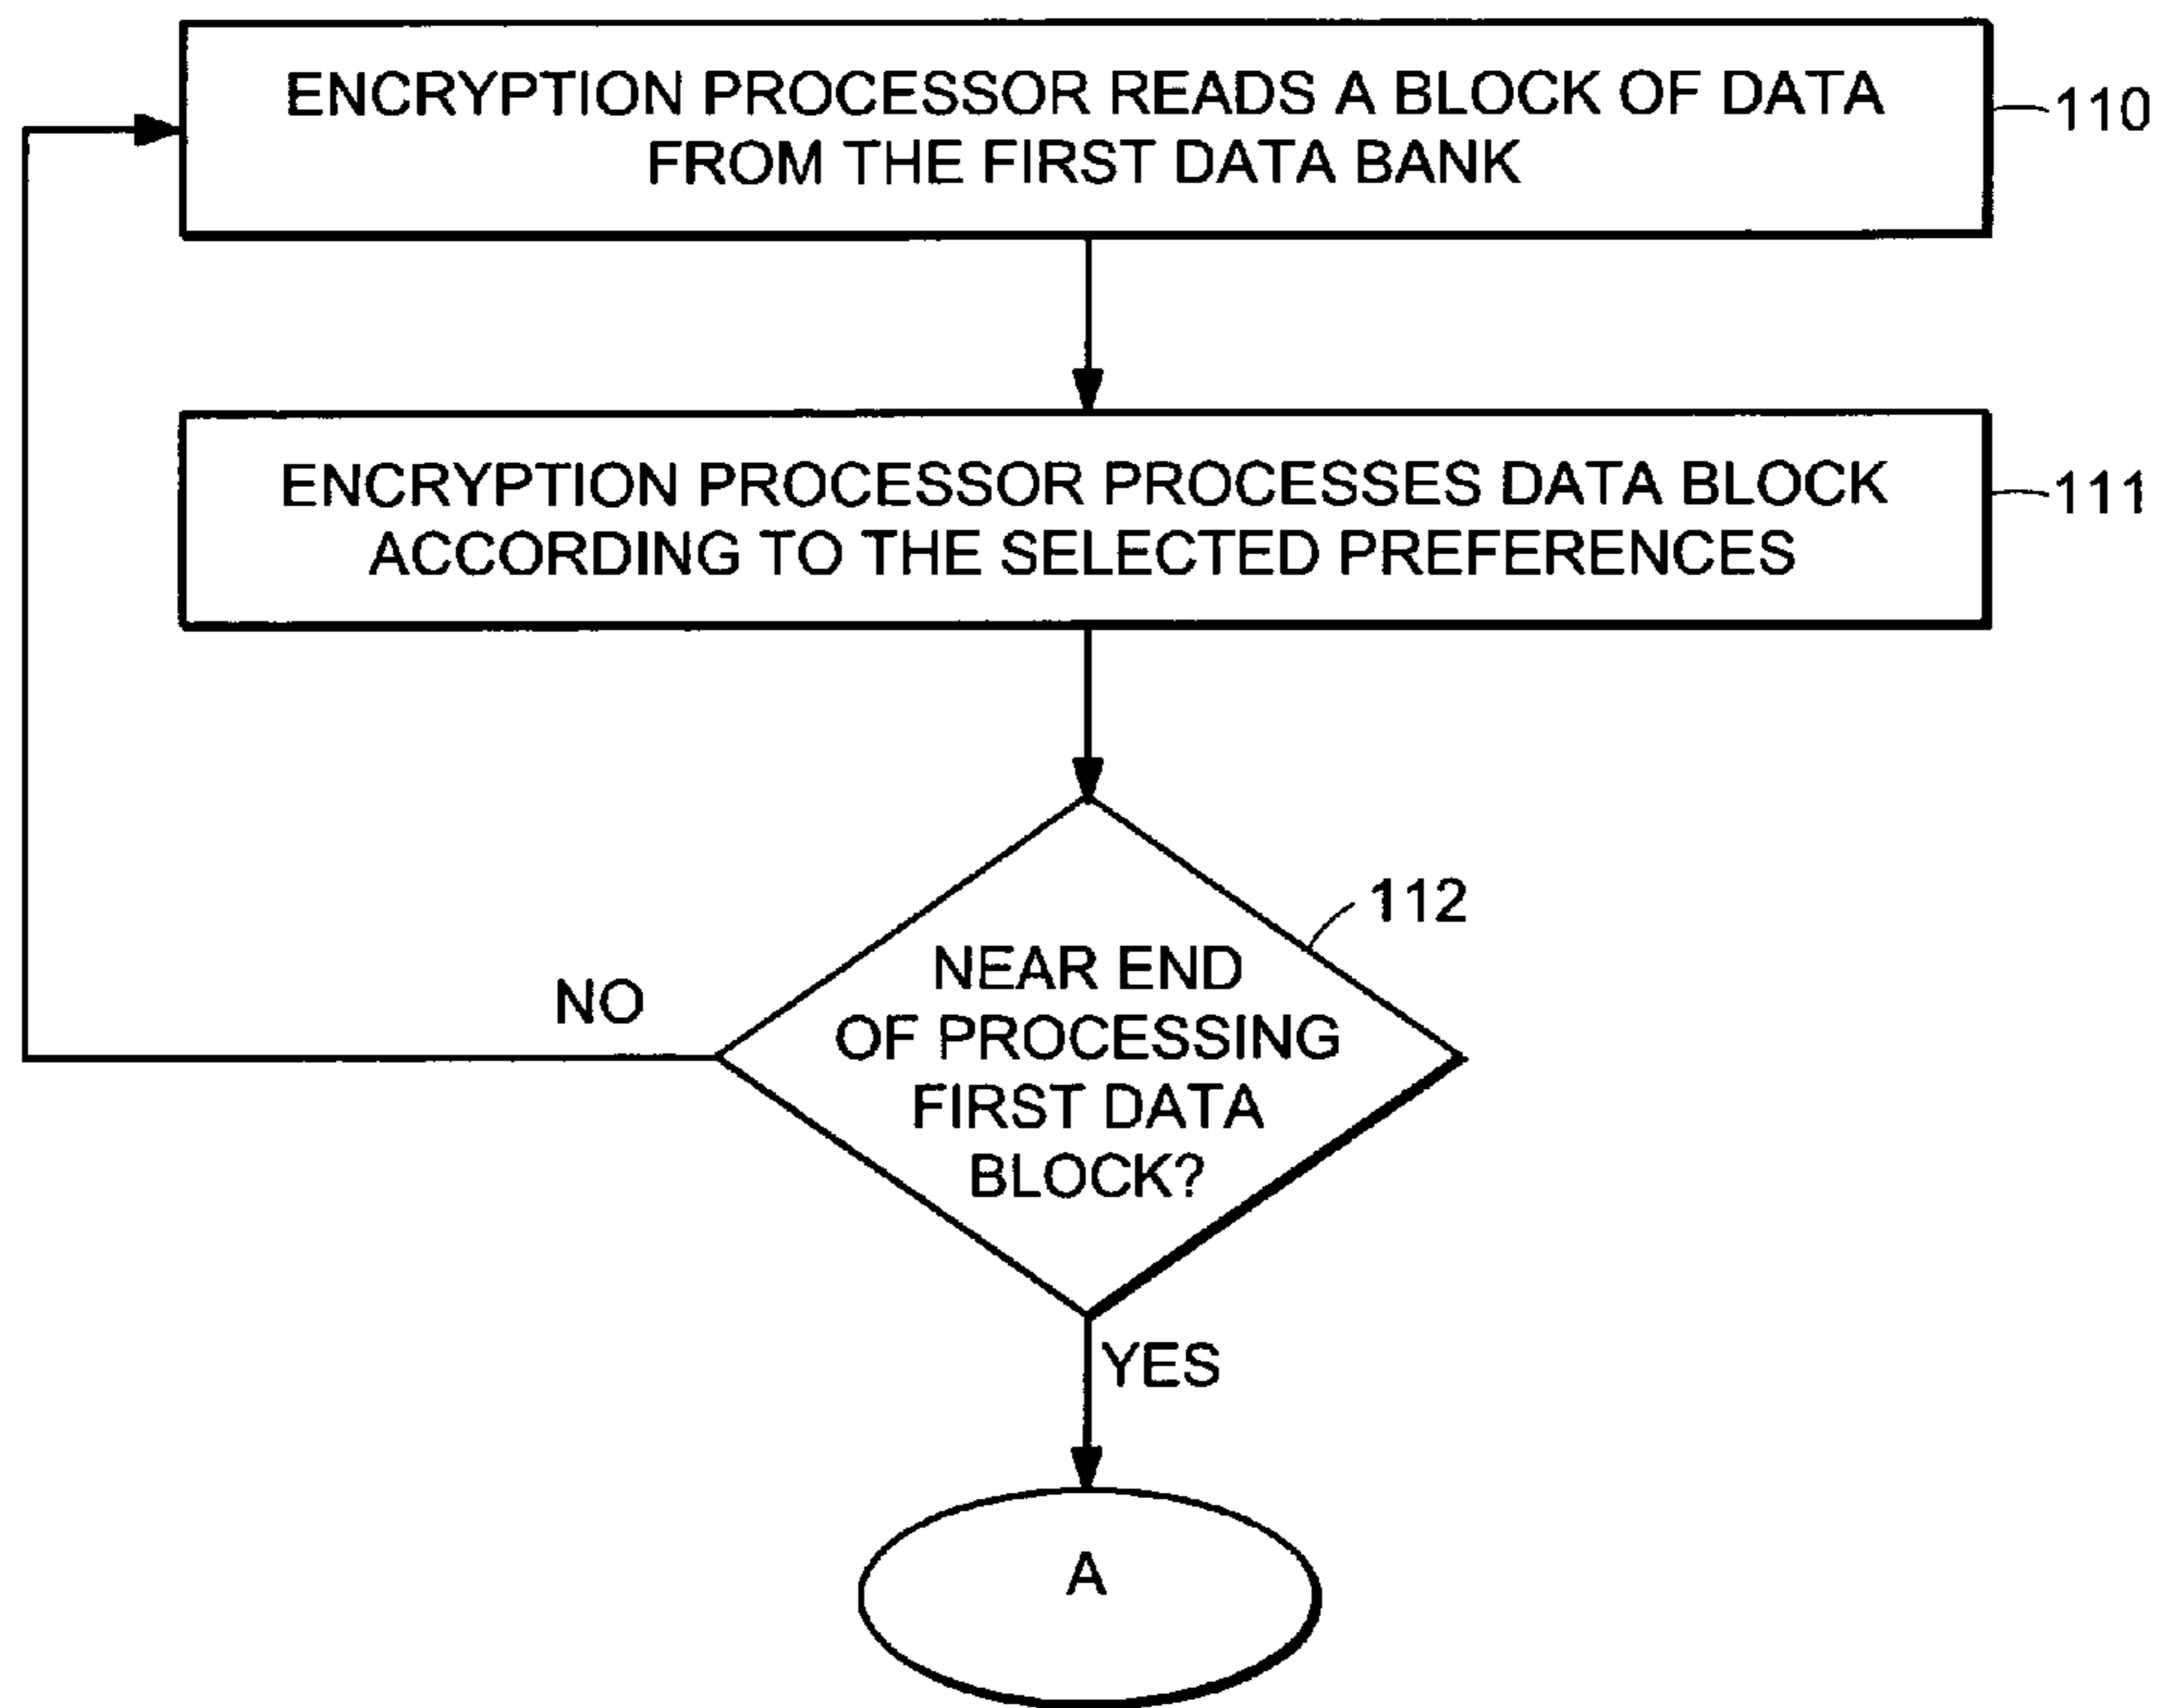 ENCRYPTION PROCESSOR READS A BLOCK OF DATA
FROM THE FIRST DATA BANK
110
ENCRYPTION PROCESSOR PROCESSES DATA BLOCK
ACCORDING TO THE SELECTED PREFERENCES
111
112
NEAR END
OF PROCESSING
FIRST DATA
BLOCK?
NO
YES
A